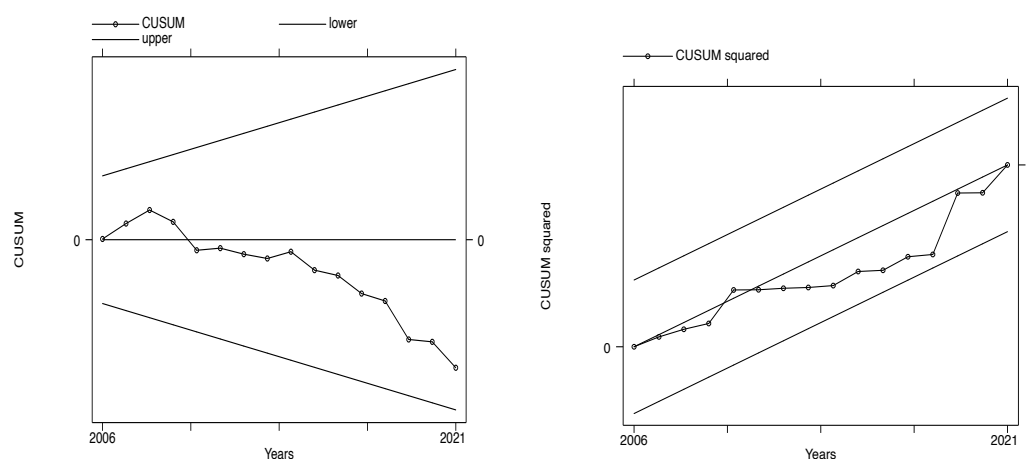 CUSUM
lower
upper
CUSUM
0
0
2006
2021
Years
CUSUM squared
CUSUM squared
0
2006
2021
Years